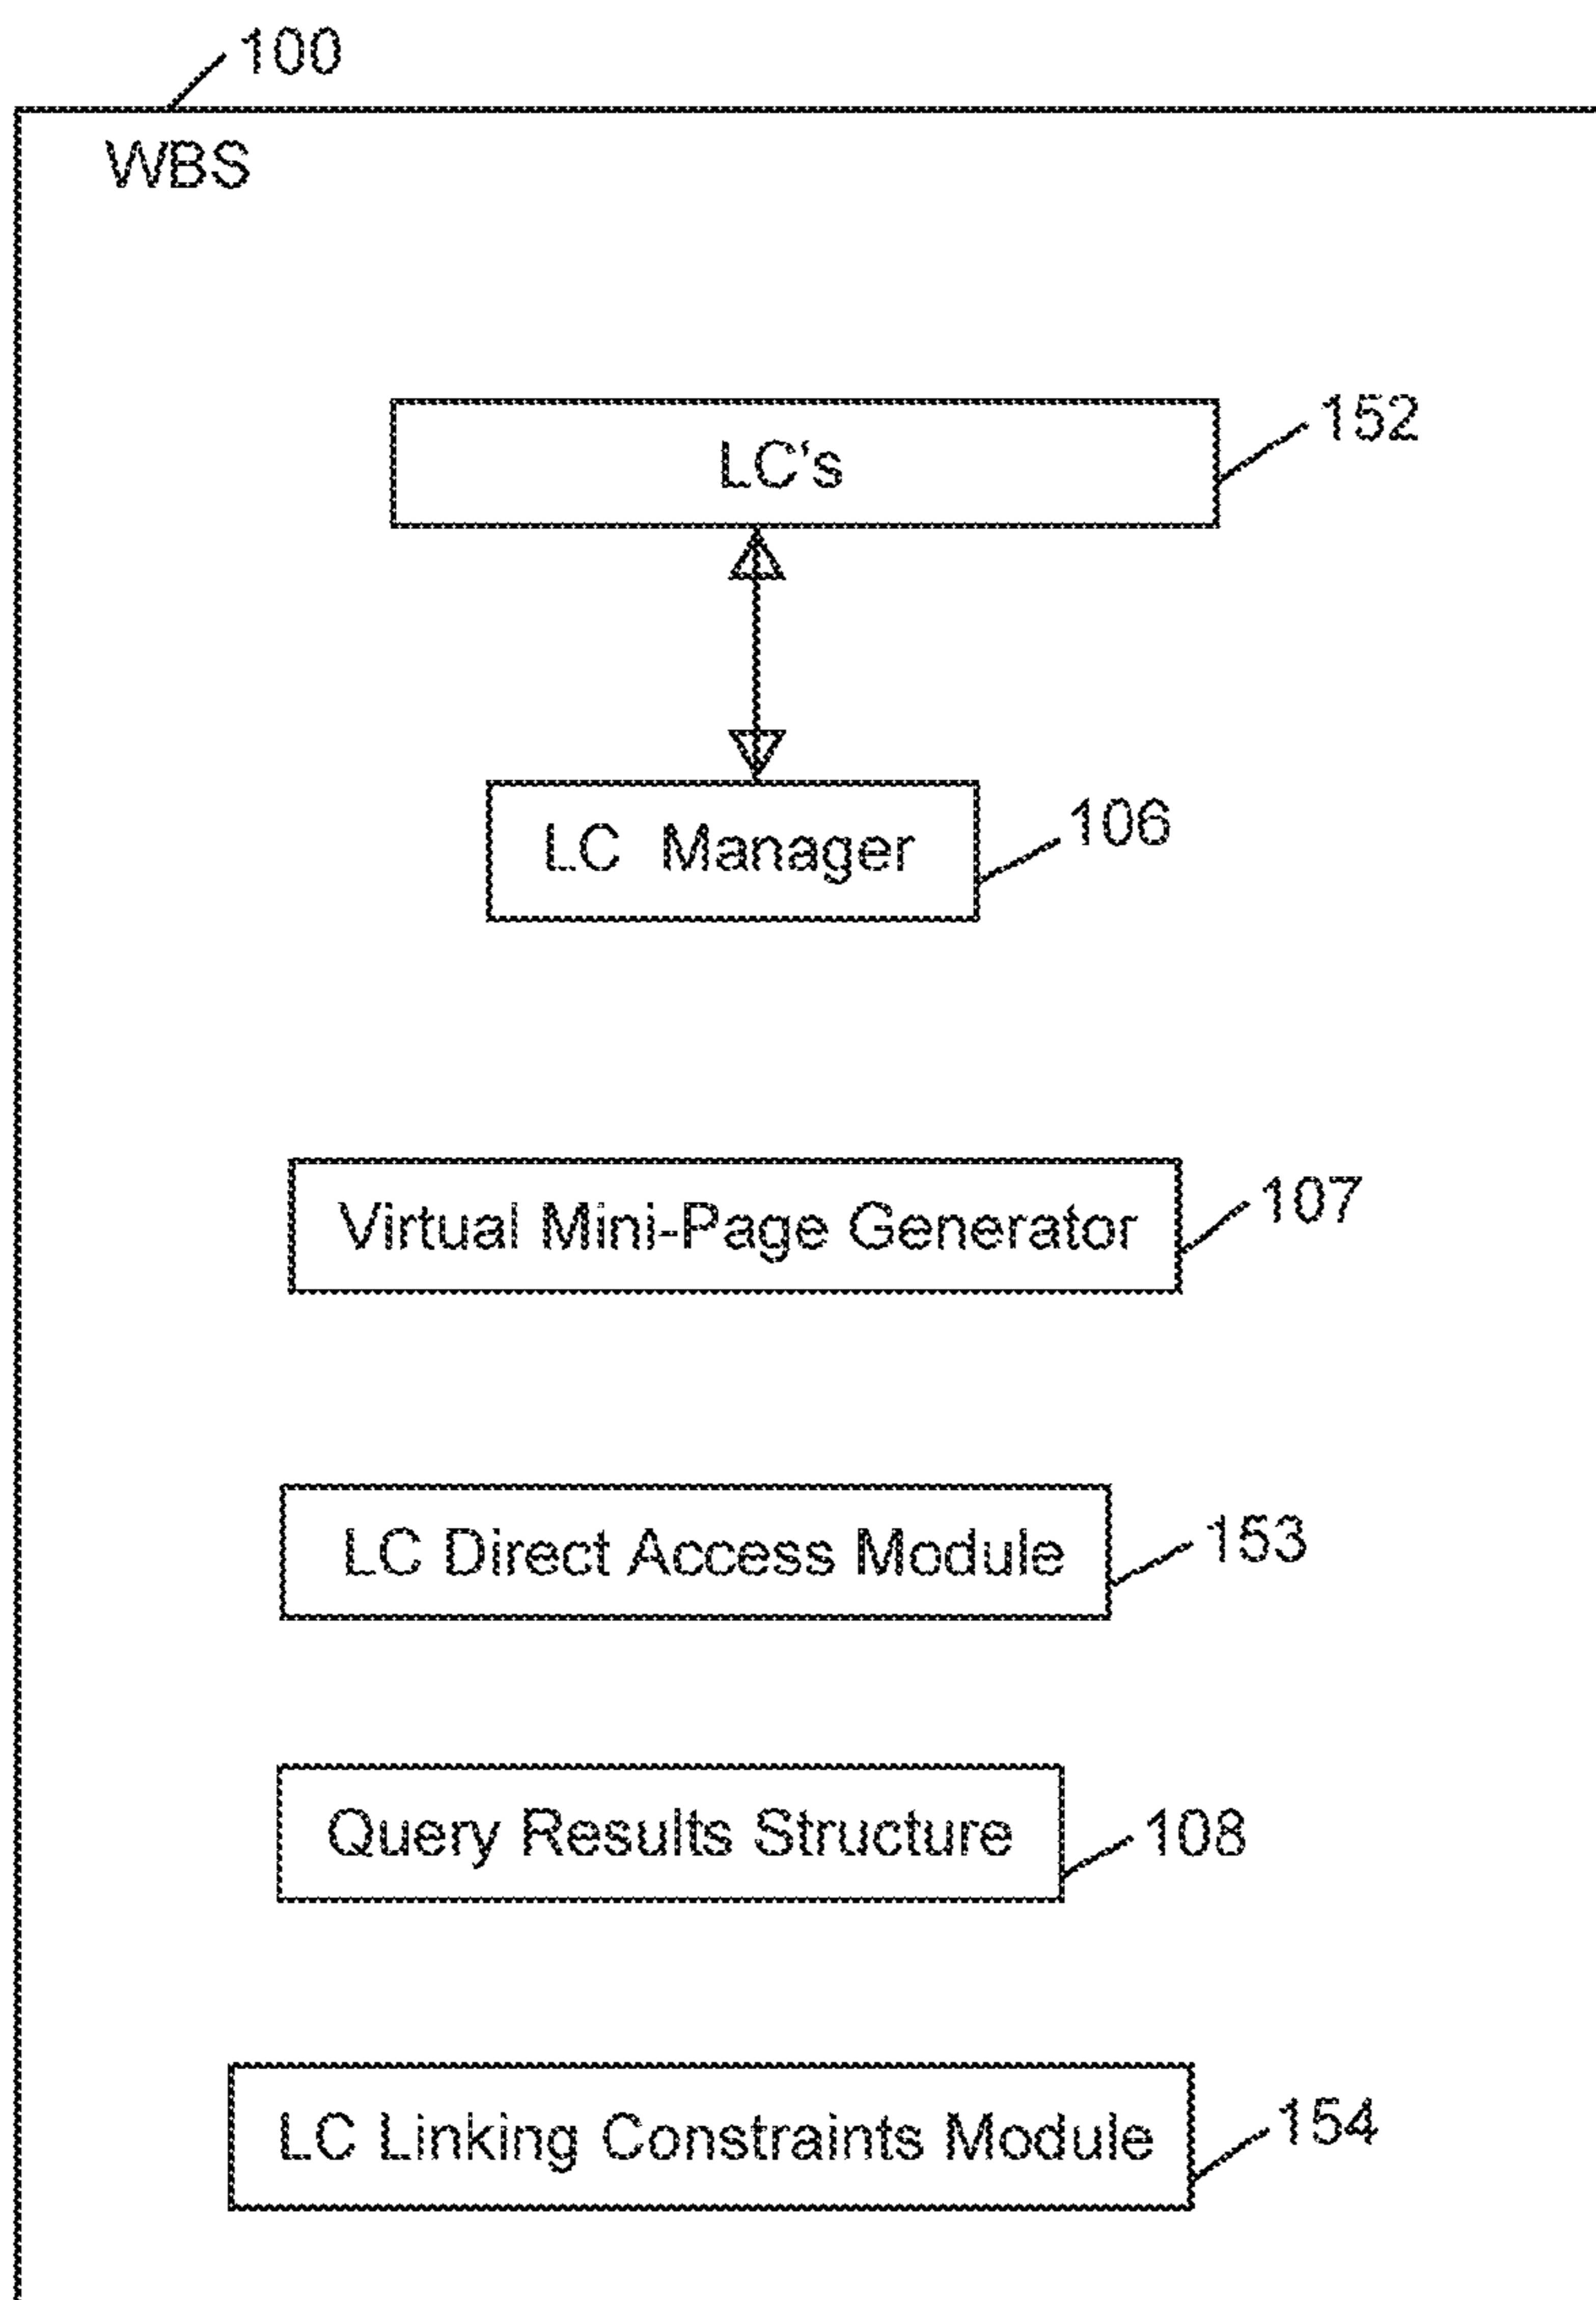 100
WBS
LC's
152
LC Manager
106
Virtual Mini-Page Generator
107
LC Direct Access Module
153
Query Results Structure
108
LC Linking Constraints Module
154